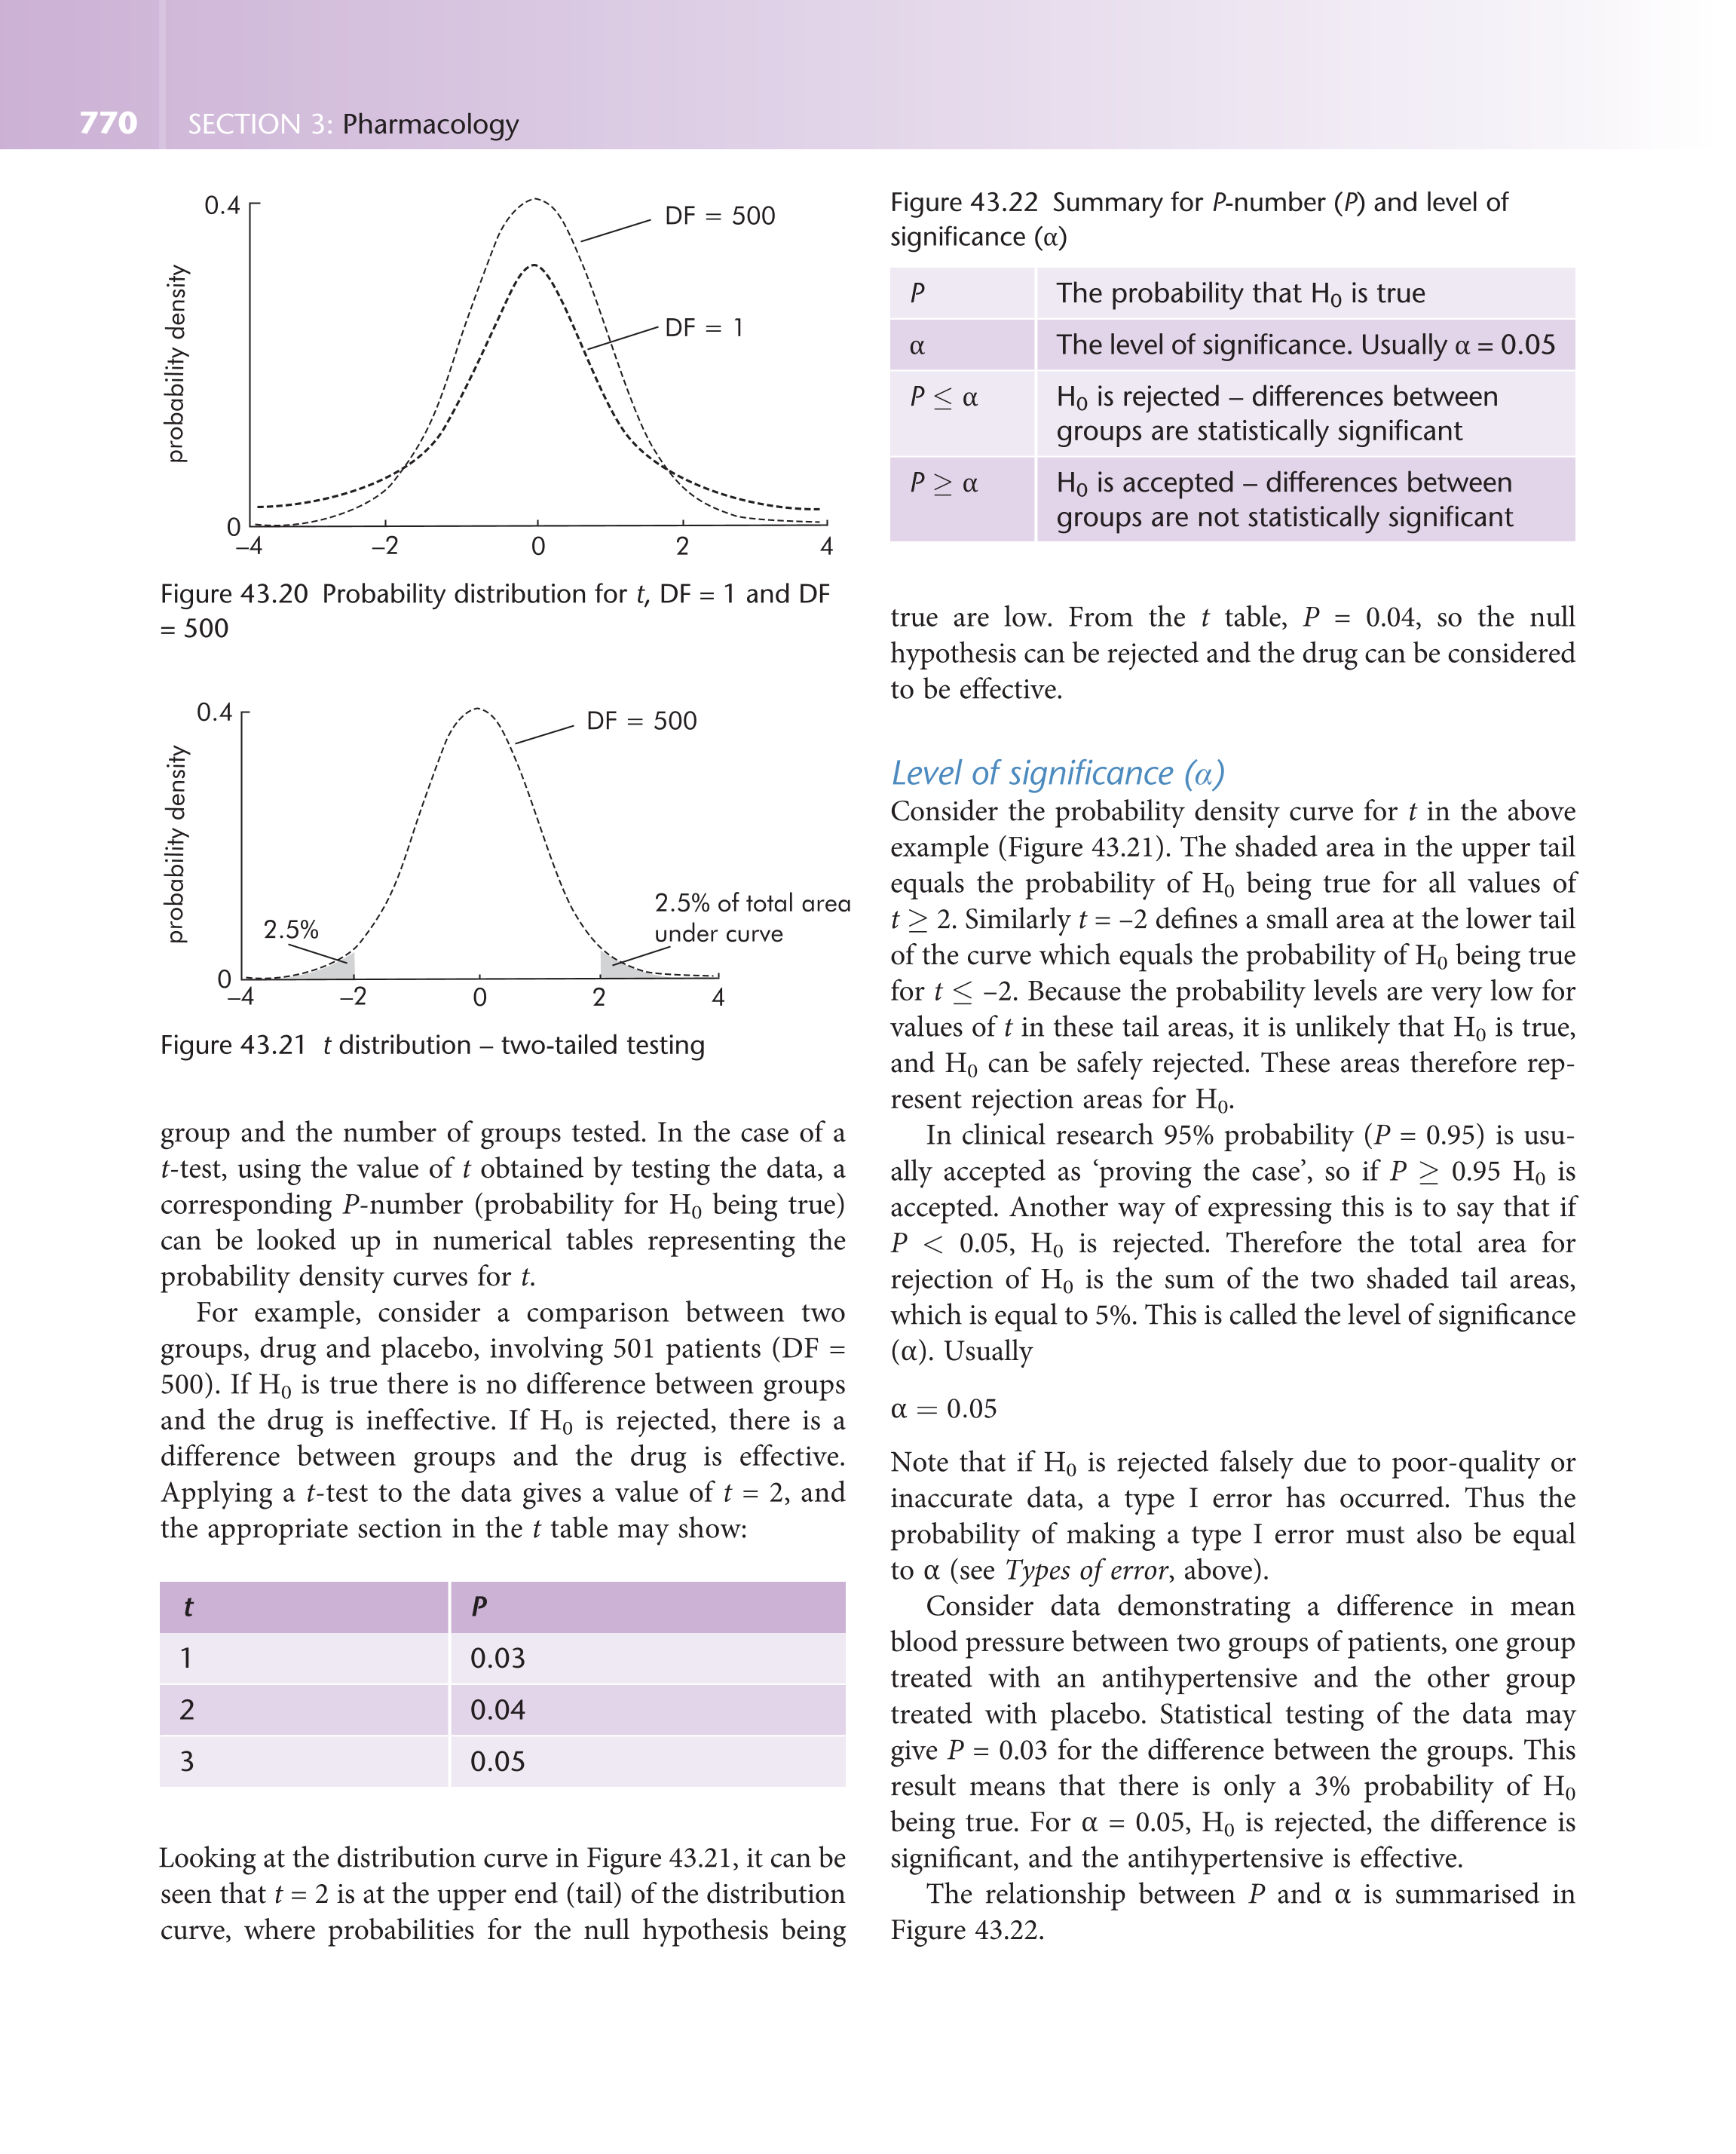 770 SECTION 3: Pharmacology
0.4
DF = 500
DF = 1
probability density
0
–4 –2 0 2 4
Figure 43.20 Probability distribution for t, DF = 1 and DF
= 500
0.4
DF = 500
probability density
2.5% of total area
under curve
2.5%
0
–4 –2 0 2 4
Figure 43.21 t distribution – two-tailed testing
group and the number of groups tested. In the case of a
t-test, using the value of t obtained by testing the data, a
corresponding P-number (probability for H0 being true)
can be looked up in numerical tables representing the
probability density curves for t.
For example, consider a comparison between two
groups, drug and placebo, involving 501 patients (DF =
500). If H0 is true there is no difference between groups
and the drug is ineffective. If H0 is rejected, there is a
difference between groups and the drug is effective.
Applying a t-test to the data gives a value of t = 2, and
the appropriate section in the t table may show:
t P
1 0.03
2 0.04
3 0.05
Looking at the distribution curve in Figure 43.21, it can be
seen that t = 2 is at the upper end (tail) of the distribution
curve, where probabilities for the null hypothesis being
Figure 43.22 Summary for P-number (P) and level of
significance (α)
P The probability that H0 is true
α The level of significance. Usually α = 0.05
P ≤ α H0 is rejected – differences between
groups are statistically significant
P ≥ α H0 is accepted – differences between
groups are not statistically significant
true are low. From the t table, P = 0.04, so the null
hypothesis can be rejected and the drug can be considered
to be effective.
Level of significance (α)
Consider the probability density curve for t in the above
example (Figure 43.21). The shaded area in the upper tail
equals the probability of H0 being true for all values of
t ≥ 2. Similarly t = –2 defines a small area at the lower tail
of the curve which equals the probability of H0 being true
for t ≤ –2. Because the probability levels are very low for
values of t in these tail areas, it is unlikely that H0 is true,
and H0 can be safely rejected. These areas therefore rep-
resent rejection areas for H0.
In clinical research 95% probability (P = 0.95) is usu-
ally accepted as ‘proving the case’, so if P ≥ 0.95 H0 is
accepted. Another way of expressing this is to say that if
P < 0.05, H0 is rejected. Therefore the total area for
rejection of H0 is the sum of the two shaded tail areas,
which is equal to 5%. This is called the level of significance
(α). Usually
α = 0.05
Note that if H0 is rejected falsely due to poor-quality or
inaccurate data, a type I error has occurred. Thus the
probability of making a type I error must also be equal
to α (see Types of error, above).
Consider data demonstrating a difference in mean
blood pressure between two groups of patients, one group
treated with an antihypertensive and the other group
treated with placebo. Statistical testing of the data may
give P = 0.03 for the difference between the groups. This
result means that there is only a 3% probability of H0
being true. For α = 0.05, H0 is rejected, the difference is
significant, and the antihypertensive is effective.
The relationship between P and α is summarised in
Figure 43.22.